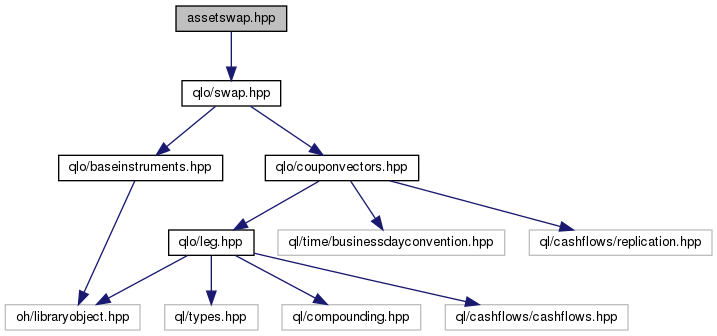 assetswap.hpp
qlo/swap.hpp
qlo/baseinstruments.hpp
qlo/couponvectors.hpp
qlo/leg.hpp
ql/time/businessdayconvention.hpp
ql/cashflows/replication.hpp
oh/libraryobject.hpp
ql/types.hpp
ql/compounding.hpp
ql/cashflows/cashflows.hpp